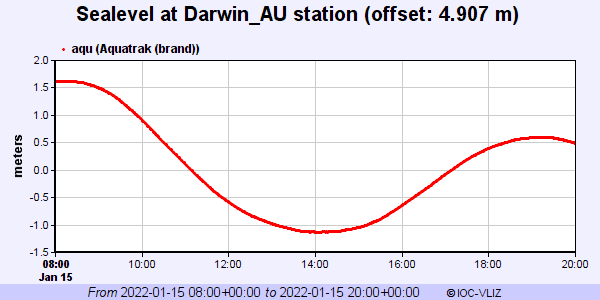 Sealevel at Darwin_AU station (offset: 4.907 m)
aqu (Aquatrak (brand))
meters
2.0
1.5
1.0
0.5
0.0
-0.5
-1.0
-1.5
08:00 10:00 12:00 14:00 16:00 18:00 20:00
Jan 15
From 2022-01-15 08:00+00:00 to 2022-01-15 20:00+00:00 © IOC-VLIZ